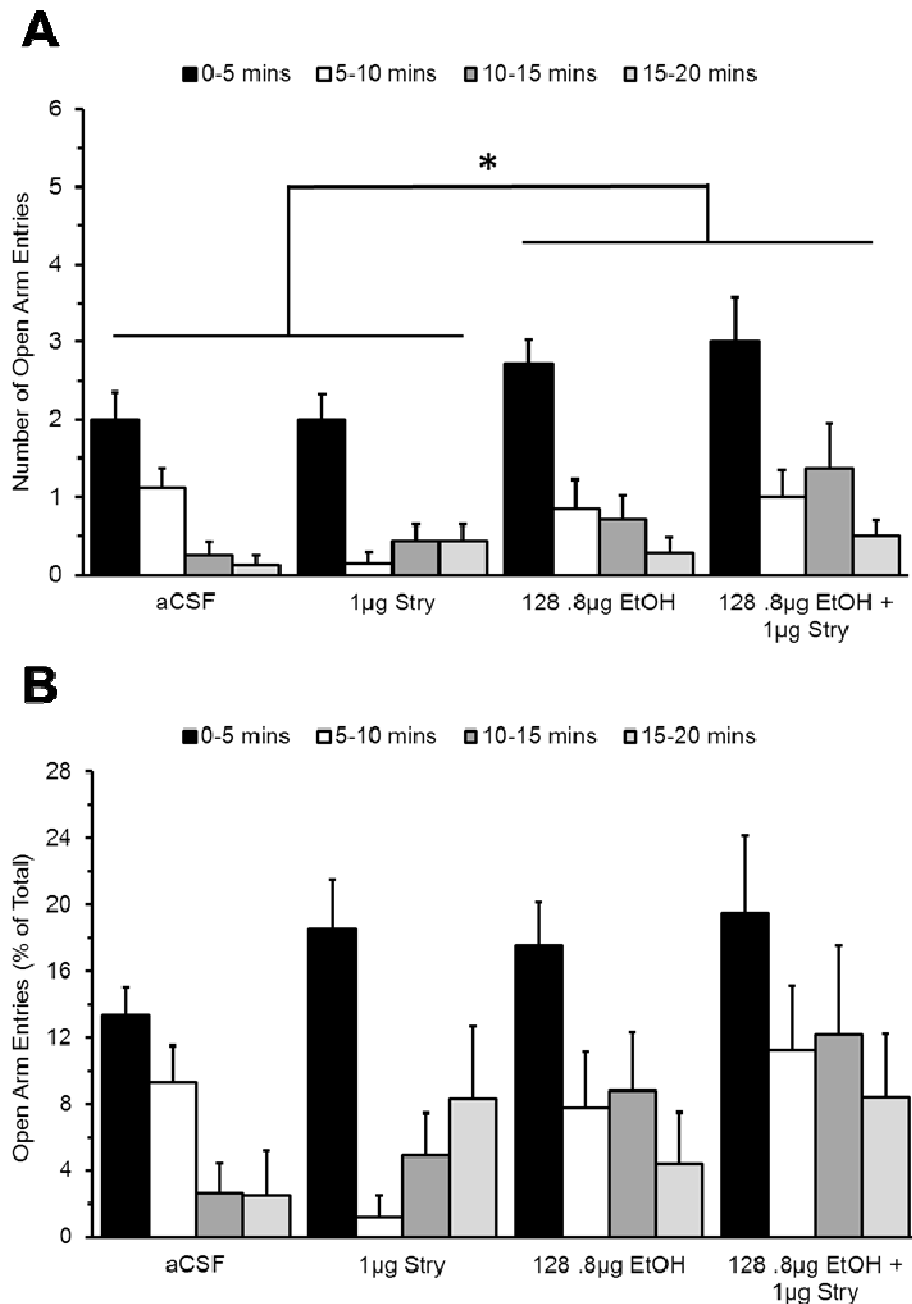 A
0-5 mins 5-10 mins 10-15 mins 15-20 mins
6
5
4
3
2
1
0
Number of Open Arm Entries
*
aCSF 1µg Stry 128 .8µg EtOH 128 .8µg EtOH +
1µg Stry
B
0-5 mins 5-10 mins 10-15 mins 15-20 mins
28
24
20
16
12
8
4
0
Open Arm Entries (% of Total)
aCSF 1µg Stry 128 .8µg EtOH 128 .8µg EtOH +
1µg Stry